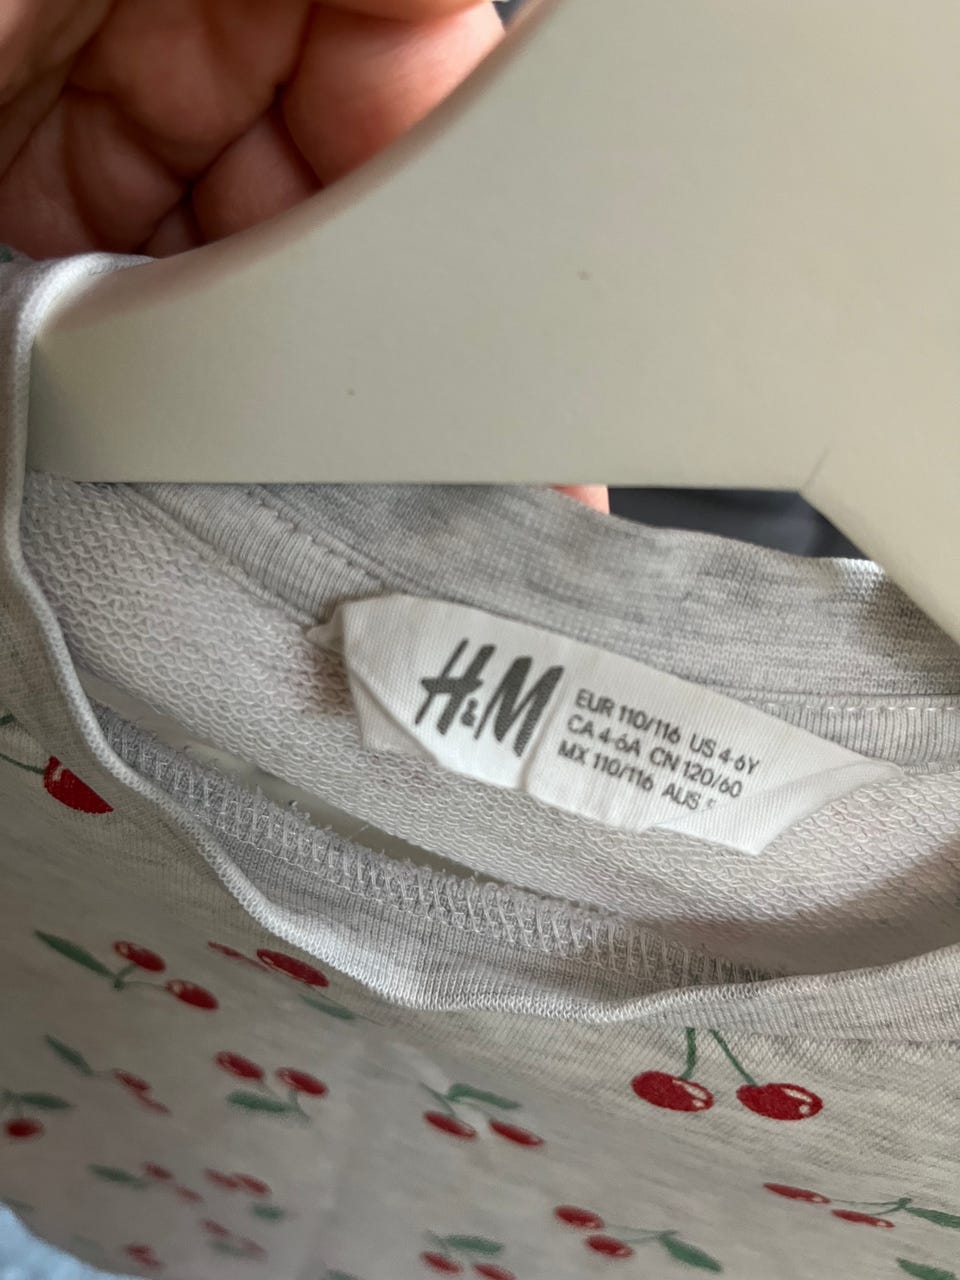 H&M
EUR 110/116 US 4-6Y
CA 4-6A CN 120/60
MX 110/116 AUS